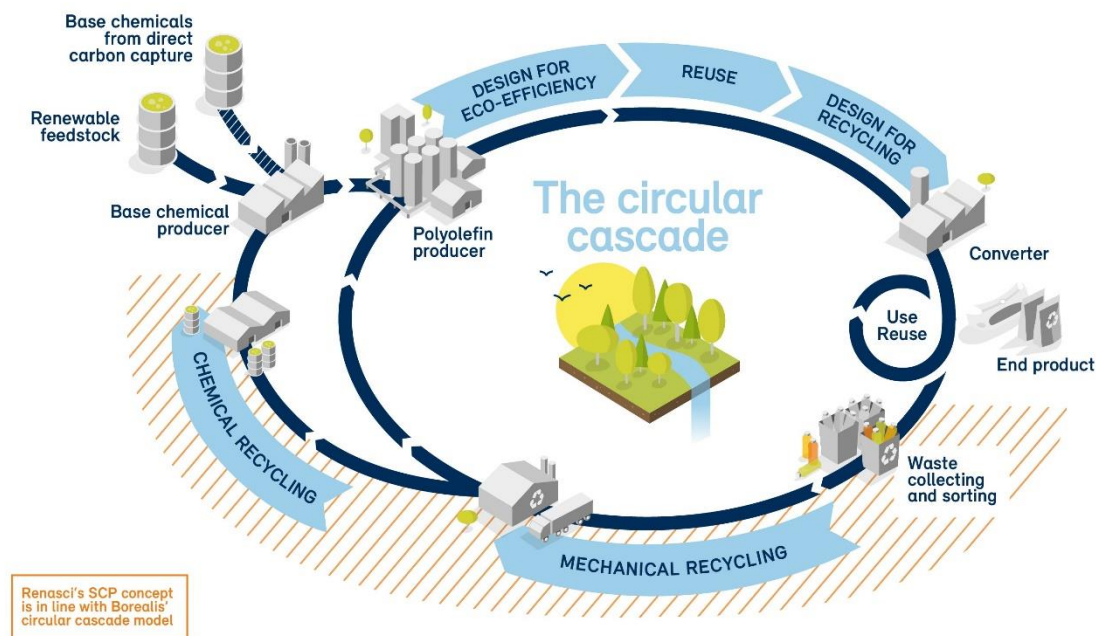 Base chemicals
from direct
carbon capture
Renewable
feedstock
Base chemical
producer
Polyolefin
producer
DESIGN FOR
ECO-EFFICIENCY
REUSE
DESIGN FOR
RECYCLING
The circular
cascade
Converter
Use
Reuse
End product
Waste
collecting
and sorting
MECHANICAL RECYCLING
CHEMICAL RECYCLING
Renasci's SCP concept
is in line with Borealis'
circular cascade model